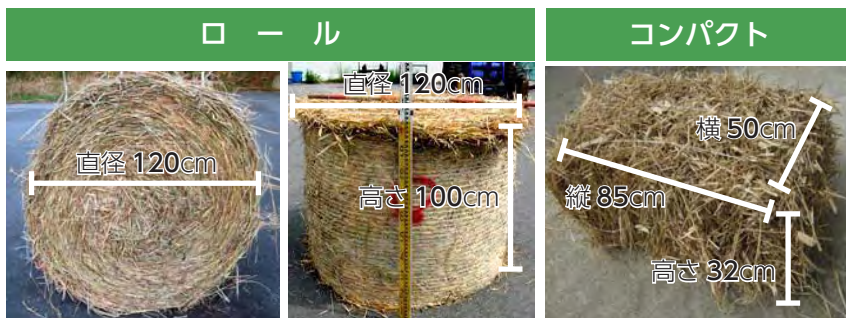 ロール
コンパクト
直径 120cm
直径 120cm
高さ 100cm
横 50cm
縦 85cm
高さ 32cm